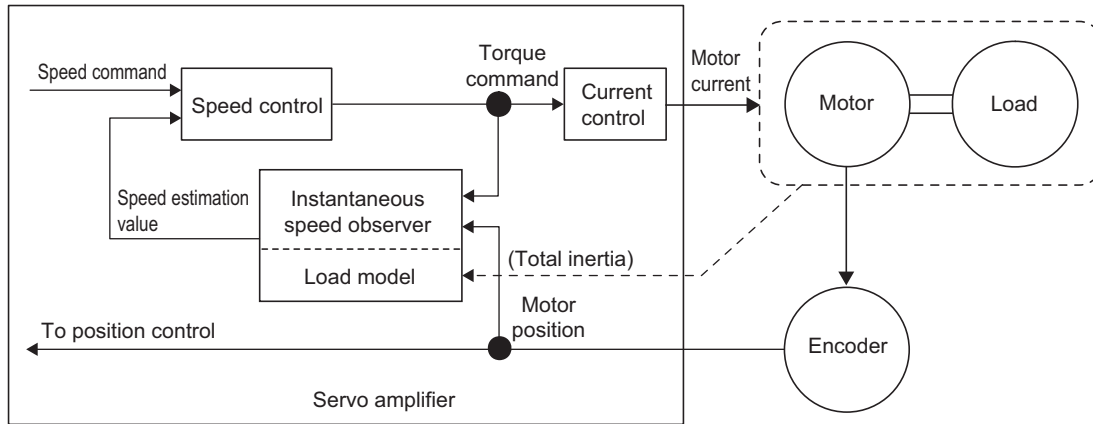 Speed command
Speed control
Torque
command
Current
control
Motor
current
Motor
Load
Speed estimation
value
Instantaneous
speed observer
Load model
(Total inertia)
To position control
Motor
position
Encoder
Servo amplifier